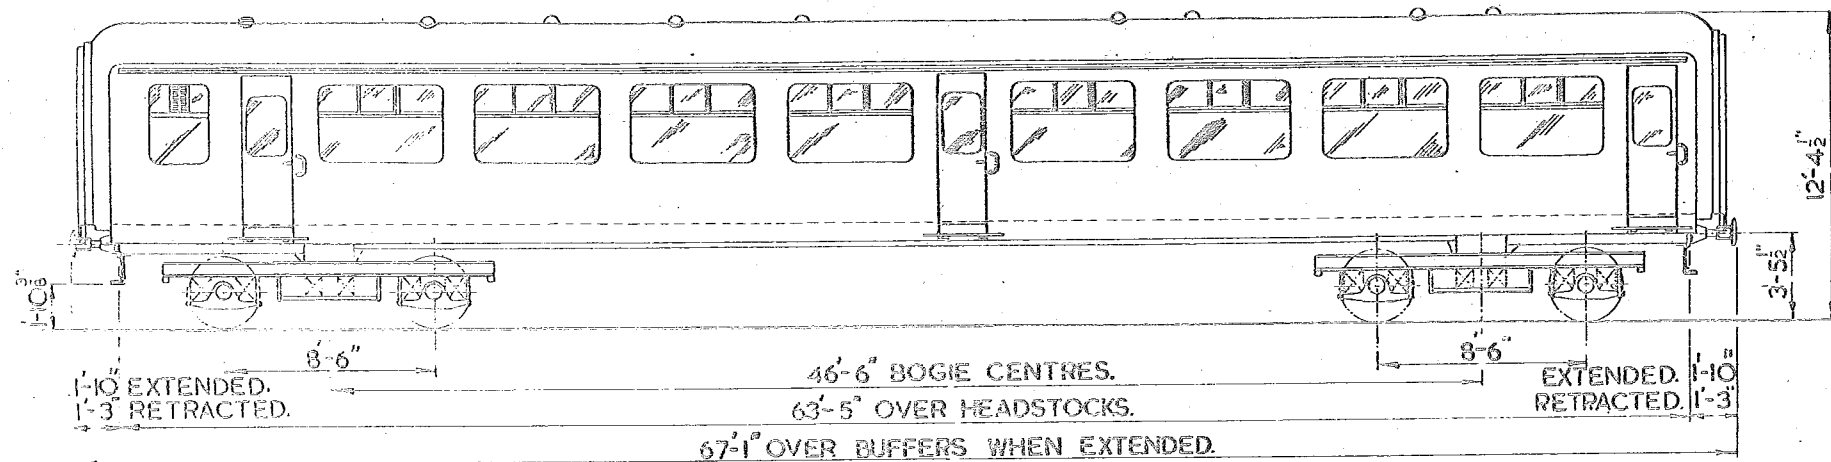 12'-4½"
3'-5½"
1'-10⅜"
8'-6"
8'-6"
46'-6" BOGIE CENTRES.
1'-10" EXTENDED.
EXTENDED. 1'-10"
1'-3" RETRACTED.
63'-5" OVER HEADSTOCKS.
RETRACTED. 1'-3"
67'-1" OVER BUFFERS WHEN EXTENDED.